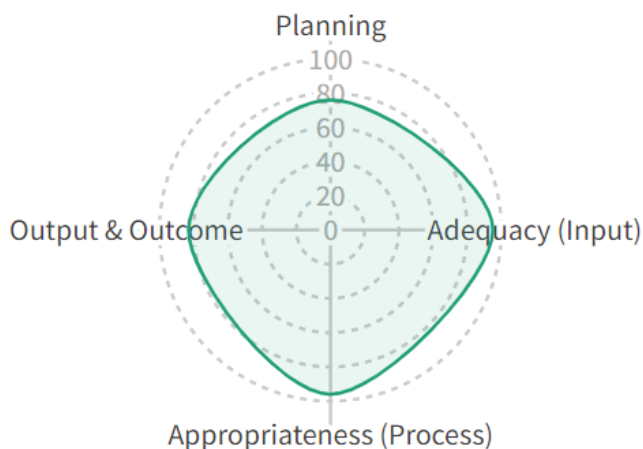 Planning
100
80
60
40
20
Output & Outcome 0 Adequacy (Input)
Appropriateness (Process)